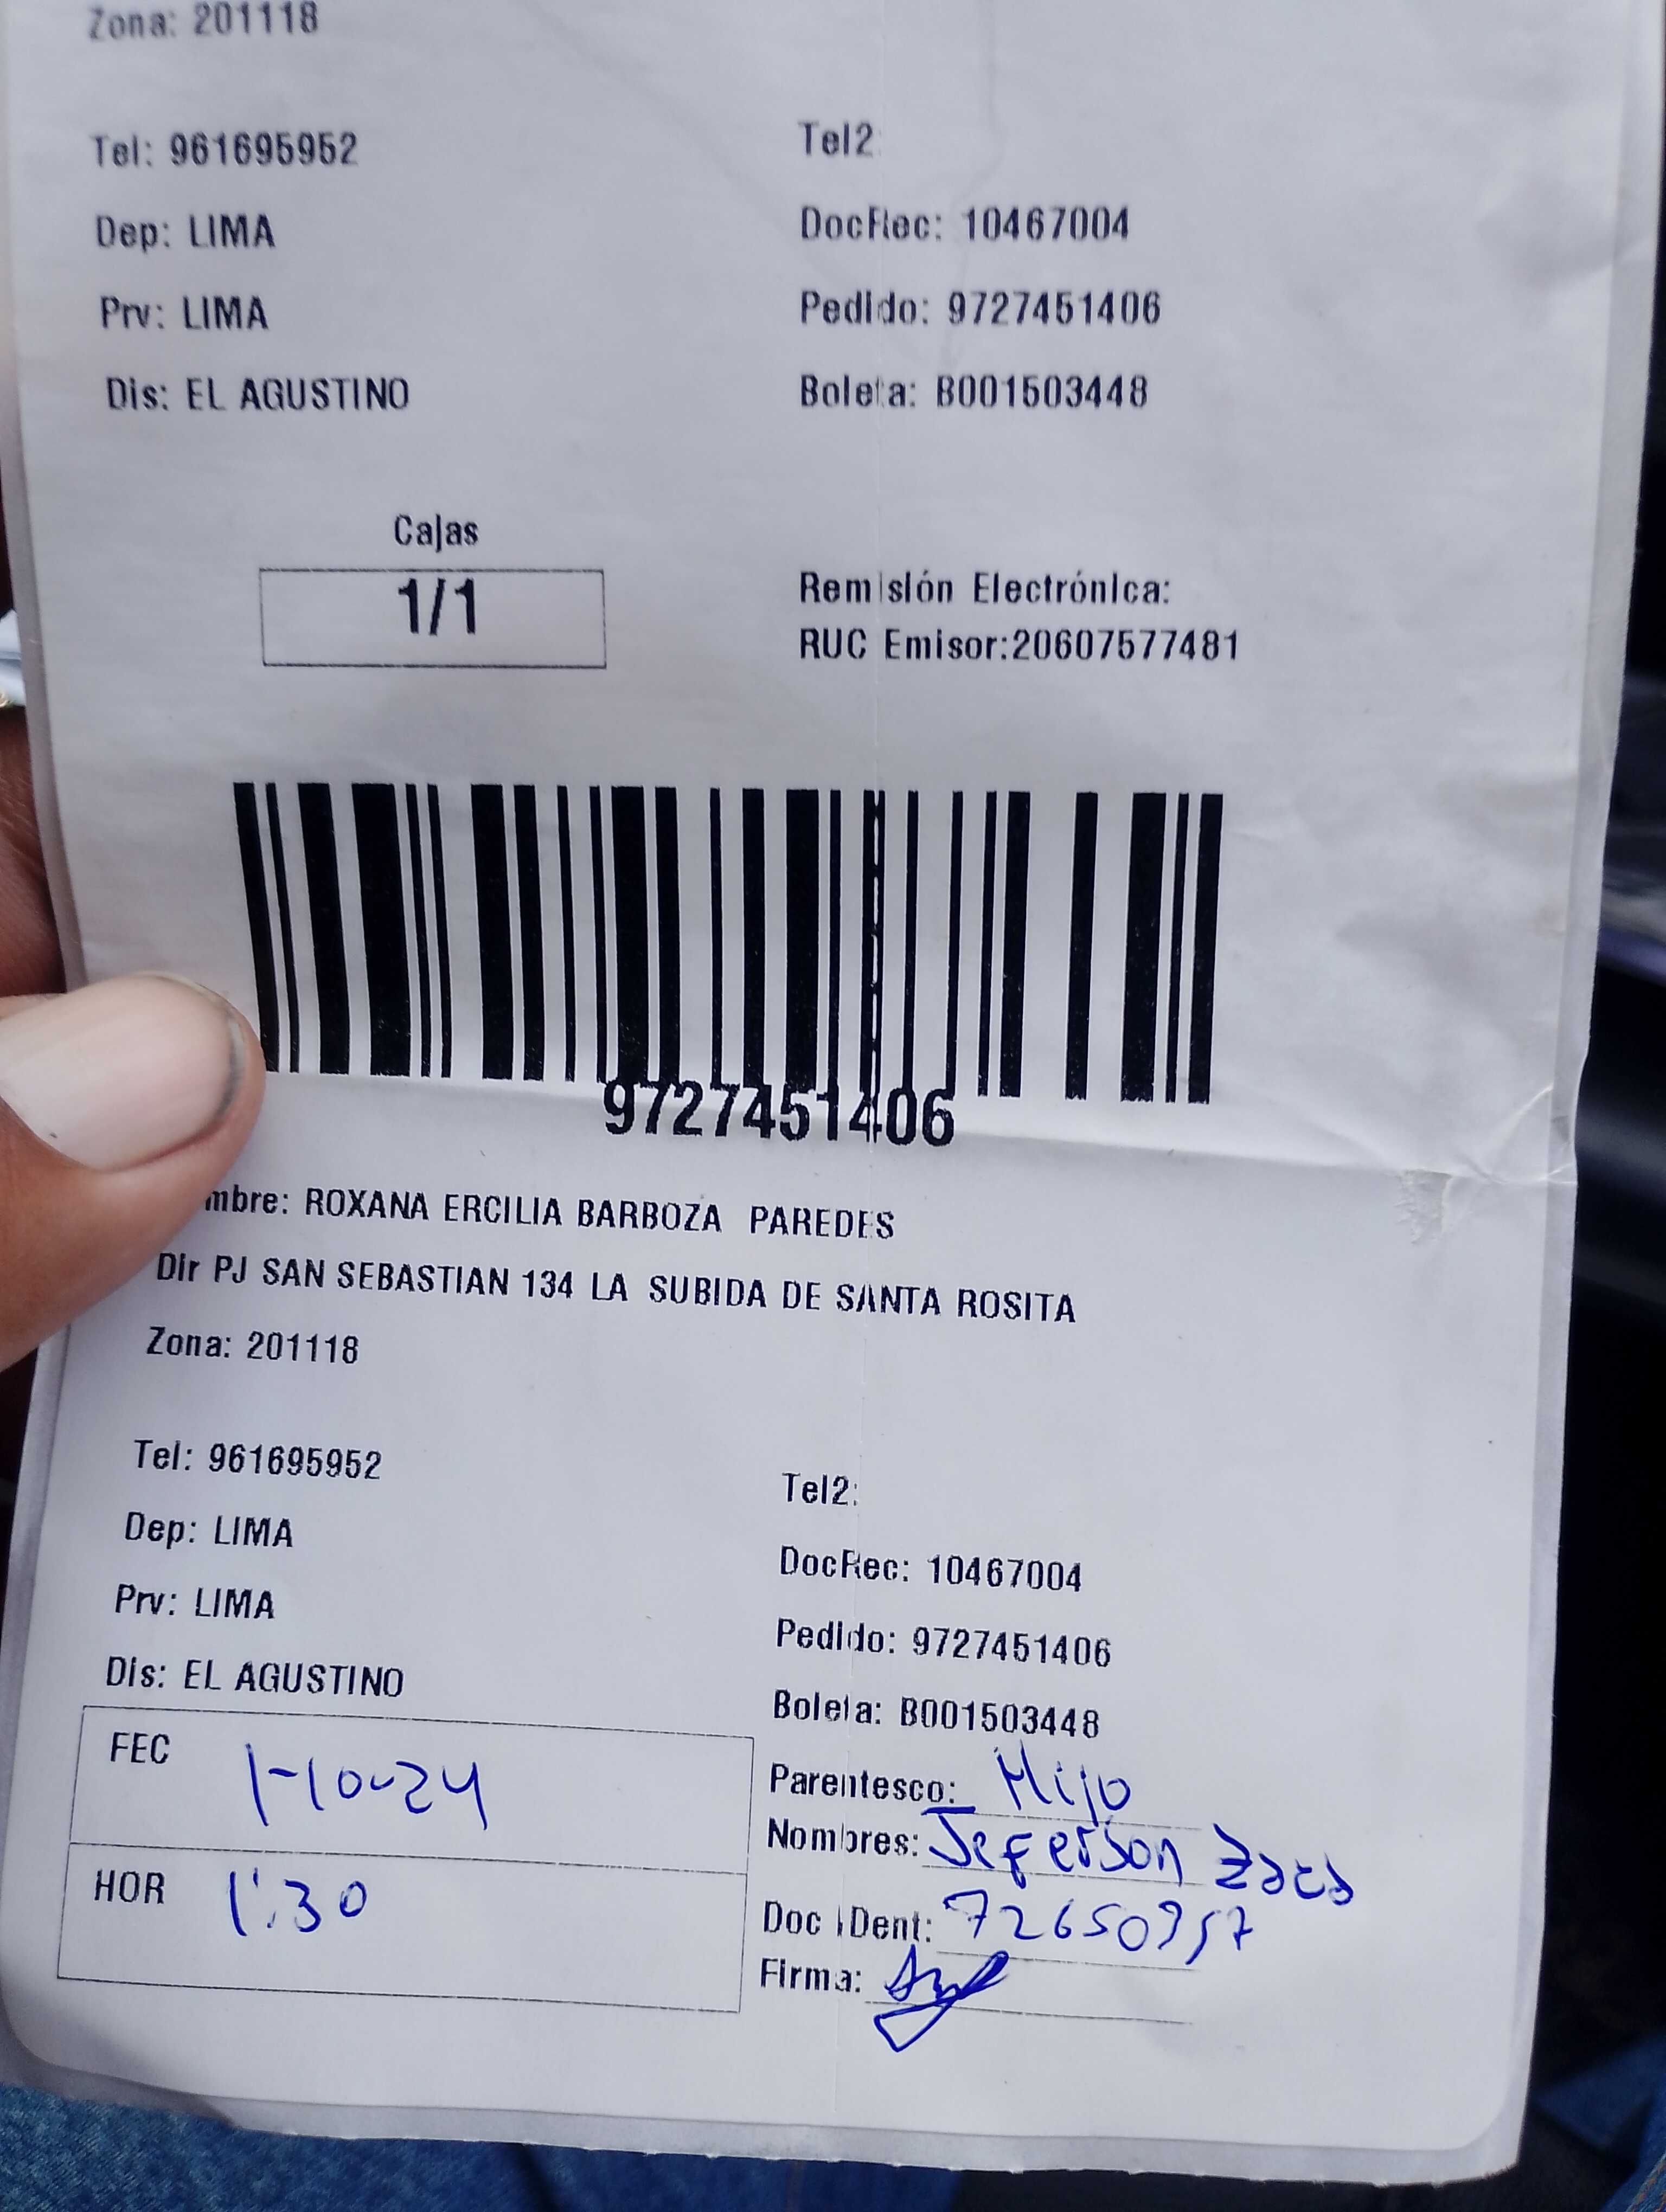 Zona: 201118
Tel: 961695952
Tel2:
Dep: LIMA
DocRec: 10467004
Prv: LIMA
Pedido: 9727451406
Dis: EL AGUSTINO
Boleta: B001503448
Cajas
1/1
Remisión Electrónica:
RUC Emisor:20607577481
9727451406
mbre: ROXANA ERCILIA BARBOZA PAREDES
Dir PJ SAN SEBASTIAN 134 LA SUBIDA DE SANTA ROSITA
Zona: 201118
Tel: 961695952
Tel2:
Dep: LIMA
DocRec: 10467004
Prv: LIMA
Pedido: 9727451406
Dis: EL AGUSTINO
Boleta: B001503448
FEC 1-10-24
Parentesco: Hijo
Nombres: Jeferson
HOR 1:30
Doc IDent:
Firma: